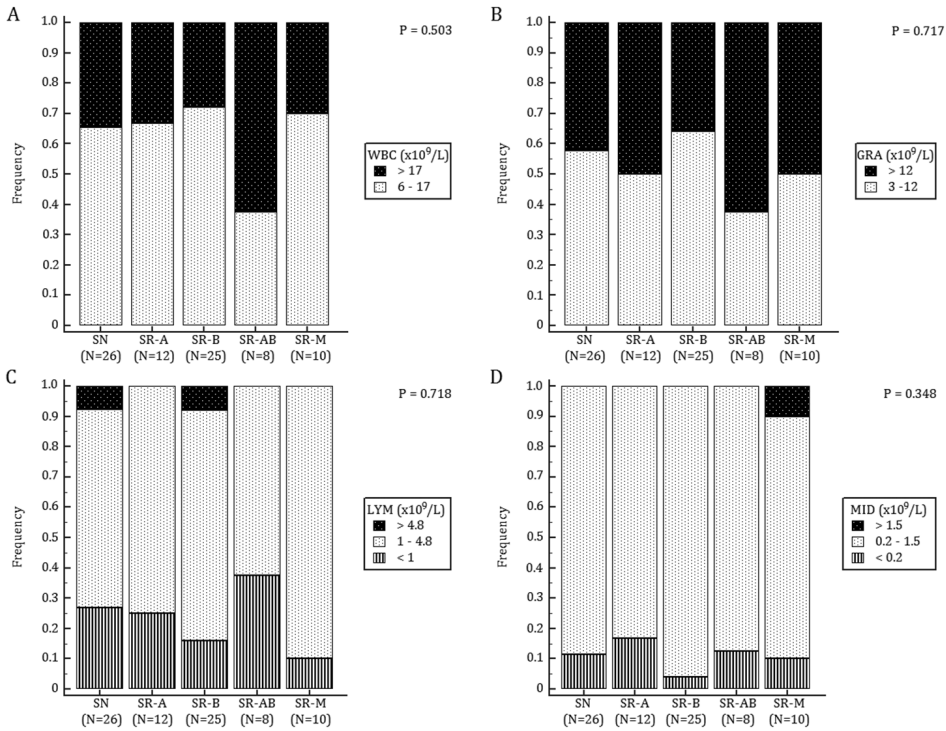 A
P = 0.503
1.0
0.9
0.8
0.7
0.6
0.5
0.4
0.3
0.2
0.1
0
Frequency
WBC (x10⁹/L)
> 17
6 - 17
SN
(N=26)
SR-A
(N=12)
SR-B
(N=25)
SR-AB
(N=8)
SR-M
(N=10)
B
P = 0.717
1.0
0.9
0.8
0.7
0.6
0.5
0.4
0.3
0.2
0.1
0
Frequency
GRA (x10⁹/L)
> 12
3 -12
SN
(N=26)
SR-A
(N=12)
SR-B
(N=25)
SR-AB
(N=8)
SR-M
(N=10)
C
P = 0.718
1.0
0.9
0.8
0.7
0.6
0.5
0.4
0.3
0.2
0.1
0
Frequency
LYM (x10⁹/L)
> 4.8
1 - 4.8
< 1
SN
(N=26)
SR-A
(N=12)
SR-B
(N=25)
SR-AB
(N=8)
SR-M
(N=10)
D
P = 0.348
1.0
0.9
0.8
0.7
0.6
0.5
0.4
0.3
0.2
0.1
0
Frequency
MID (x10⁹/L)
> 1.5
0.2 - 1.5
< 0.2
SN
(N=26)
SR-A
(N=12)
SR-B
(N=25)
SR-AB
(N=8)
SR-M
(N=10)